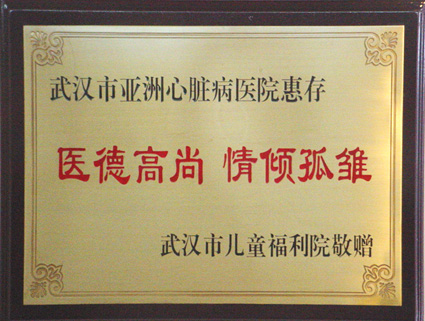 武汉市亚洲心脏病医院惠存
医德高尚 情倾孤雏
武汉市儿童福利院敬赠